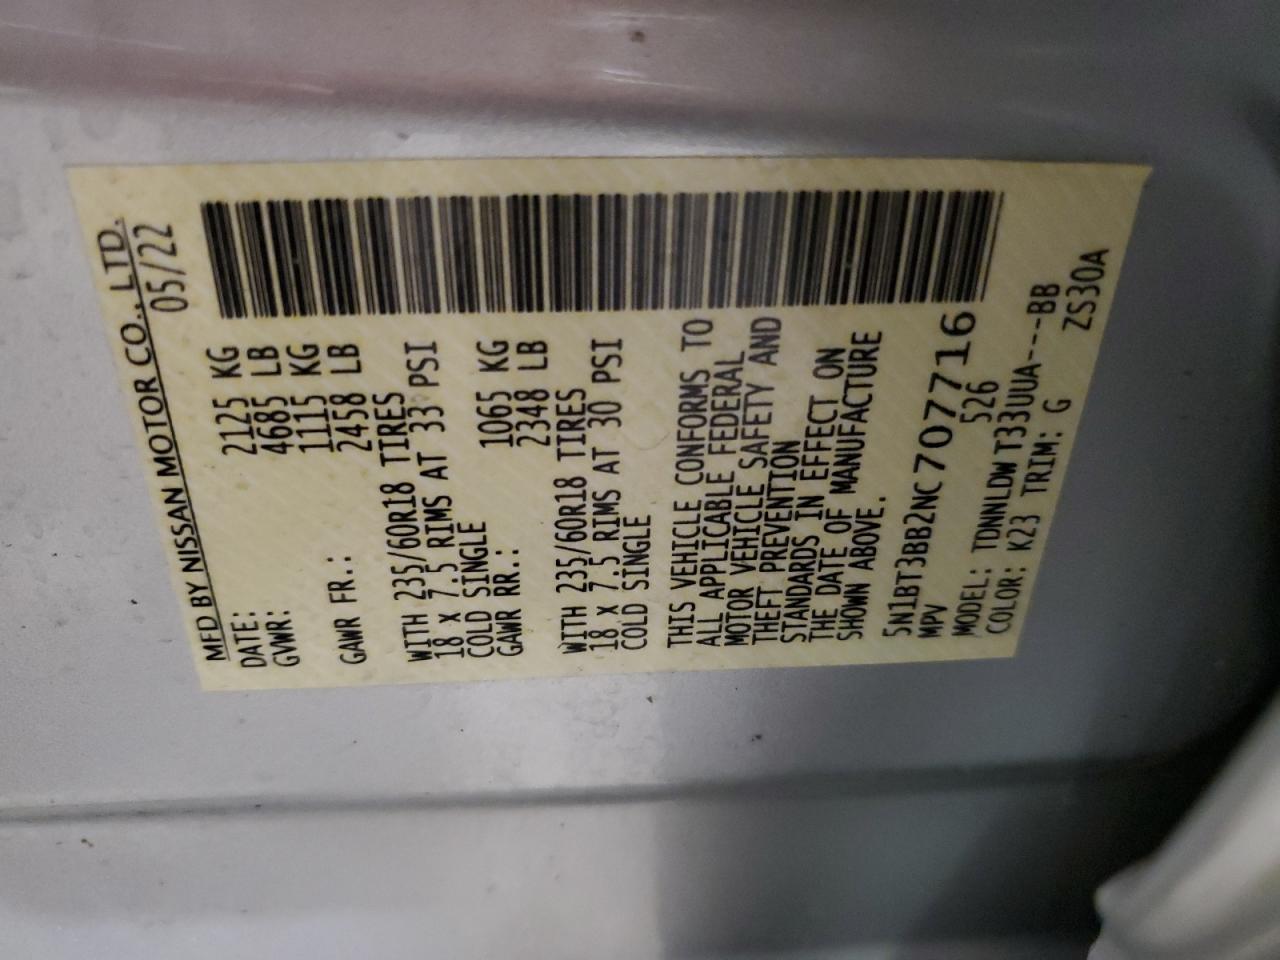 MFD BY NISSAN MOTOR CO., LTD.
DATE: 05/22
GVWR: 2125 KG
4685 LB
1115 KG
GAWR FR.: 2458 LB
WITH 235/60R18 TIRES
18 x 7.5 RIMS AT 33 PSI
COLD SINGLE
GAWR RR.: 1065 KG
2348 LB
WITH 235/60R18 TIRES
18 x 7.5 RIMS AT 30 PSI
COLD SINGLE
THIS VEHICLE CONFORMS TO
ALL APPLICABLE FEDERAL
MOTOR VEHICLE SAFETY AND
THEFT PREVENTION
STANDARDS IN EFFECT ON
THE DATE OF MANUFACTURE
SHOWN ABOVE.
5N1BT3BB2NC707716
MPV 526
MODEL: TDNNLDW T33UUA---BB
COLOR: K23 TRIM: G ZS30A